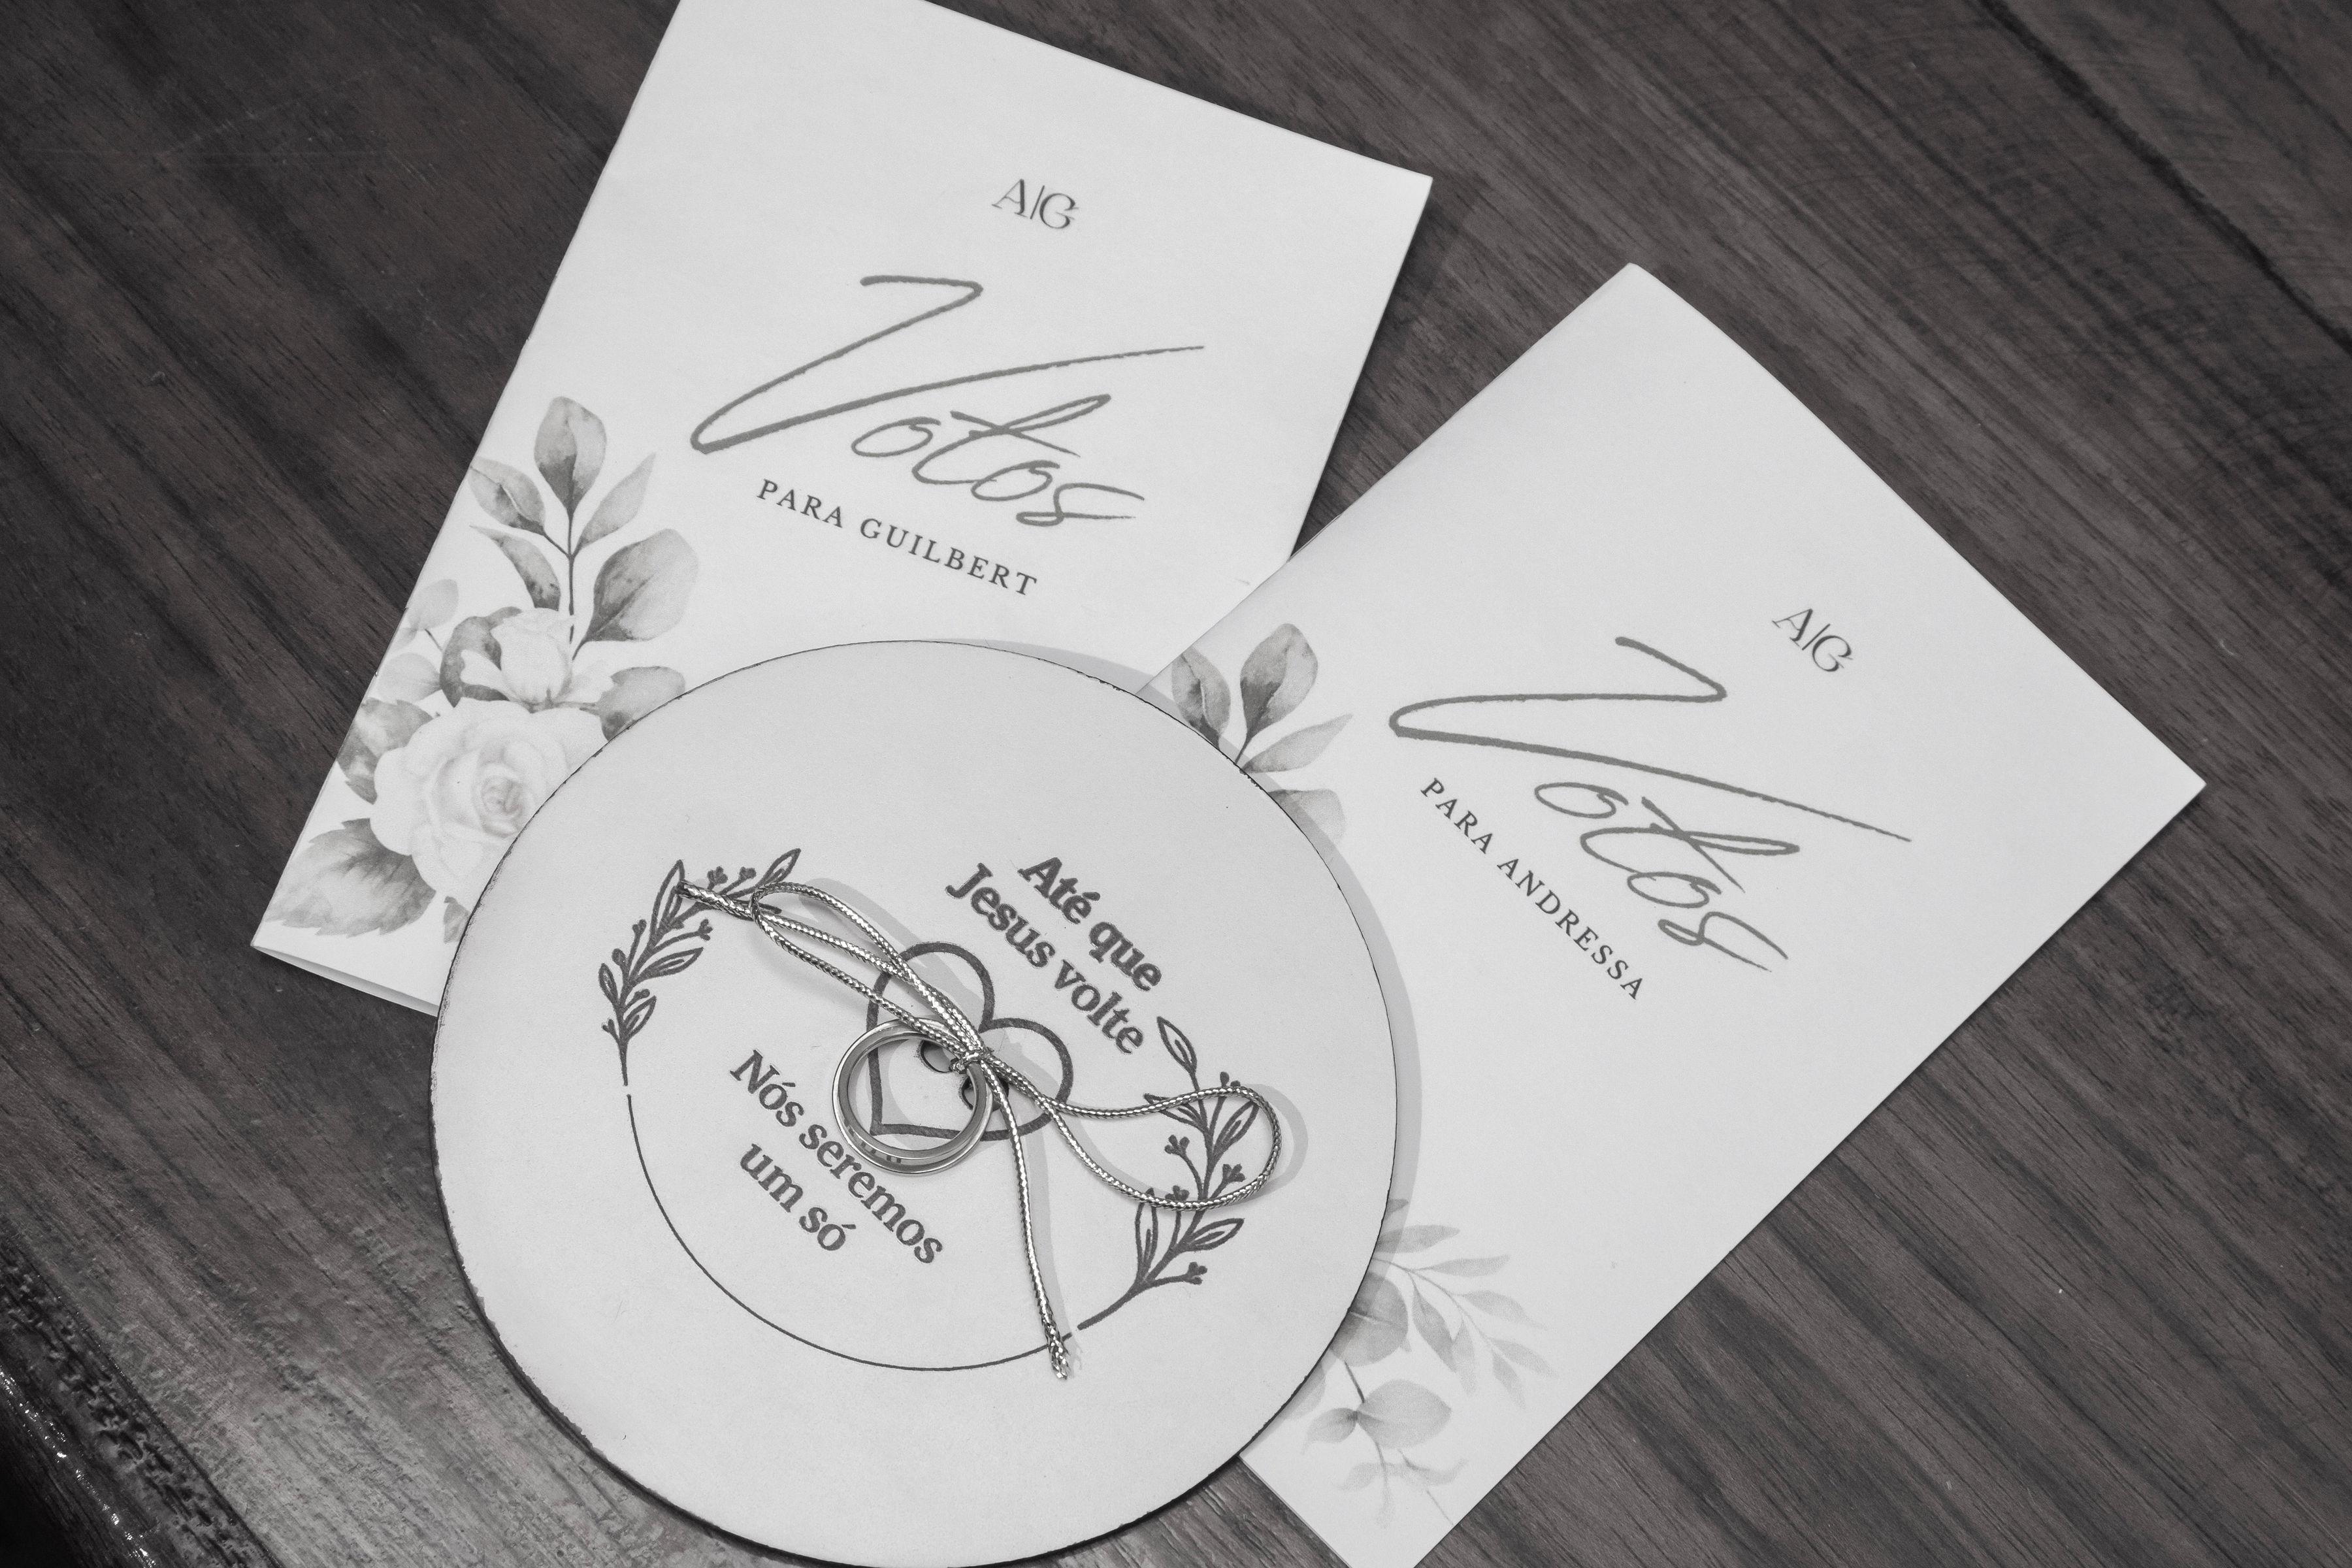 A|G
Votos
PARA GUILBERT
A|G
Votos
PARA ANDRESSA
Até que
Jesus volte
Nós seremos
um só